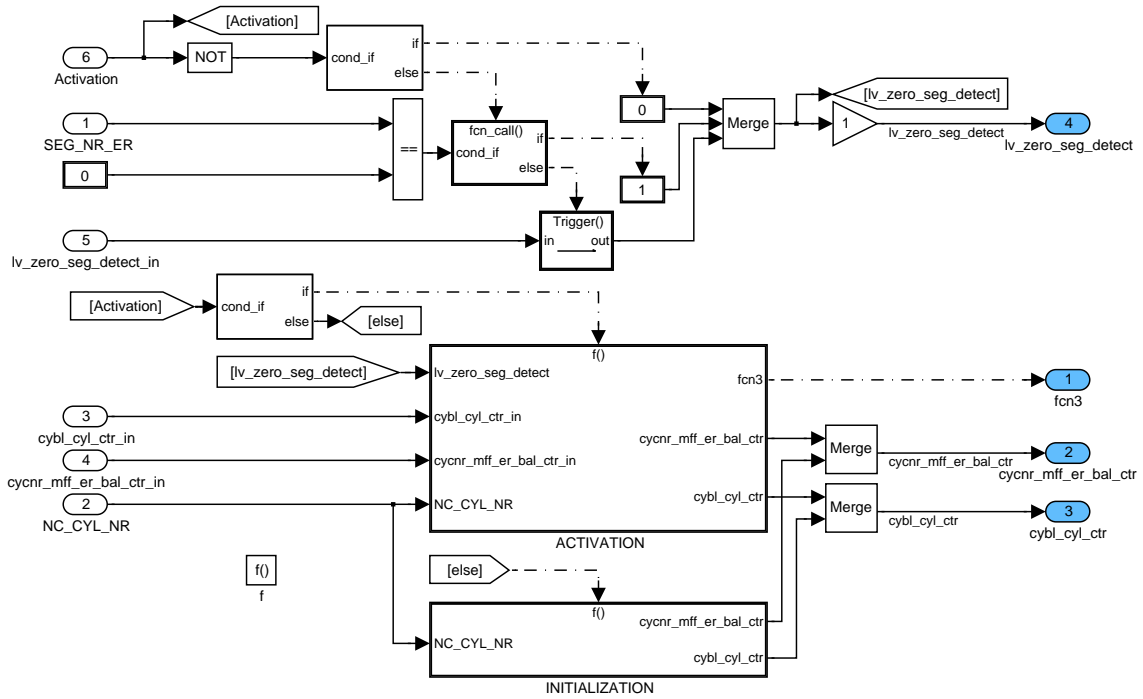 [Activation]
6
Activation
NOT
cond_if
if
else
0
Merge
[lv_zero_seg_detect]
1
lv_zero_seg_detect
4
lv_zero_seg_detect
1
SEG_NR_ER
0
==
fcn_call()
cond_if
if
else
1
5
lv_zero_seg_detect_in
Trigger()
in
out
[Activation]
cond_if
if
else
[else]
[lv_zero_seg_detect]
f()
lv_zero_seg_detect
fcn3
1
fcn3
3
cybl_cyl_ctr_in
cybl_cyl_ctr_in
4
cycnr_mff_er_bal_ctr_in
cycnr_mff_er_bal_ctr_in
cycnr_mff_er_bal_ctr
Merge
cycnr_mff_er_bal_ctr
2
cycnr_mff_er_bal_ctr
2
NC_CYL_NR
NC_CYL_NR
cybl_cyl_ctr
Merge
cybl_cyl_ctr
3
cybl_cyl_ctr
ACTIVATION
f()
f
[else]
f()
NC_CYL_NR
cycnr_mff_er_bal_ctr
cybl_cyl_ctr
INITIALIZATION